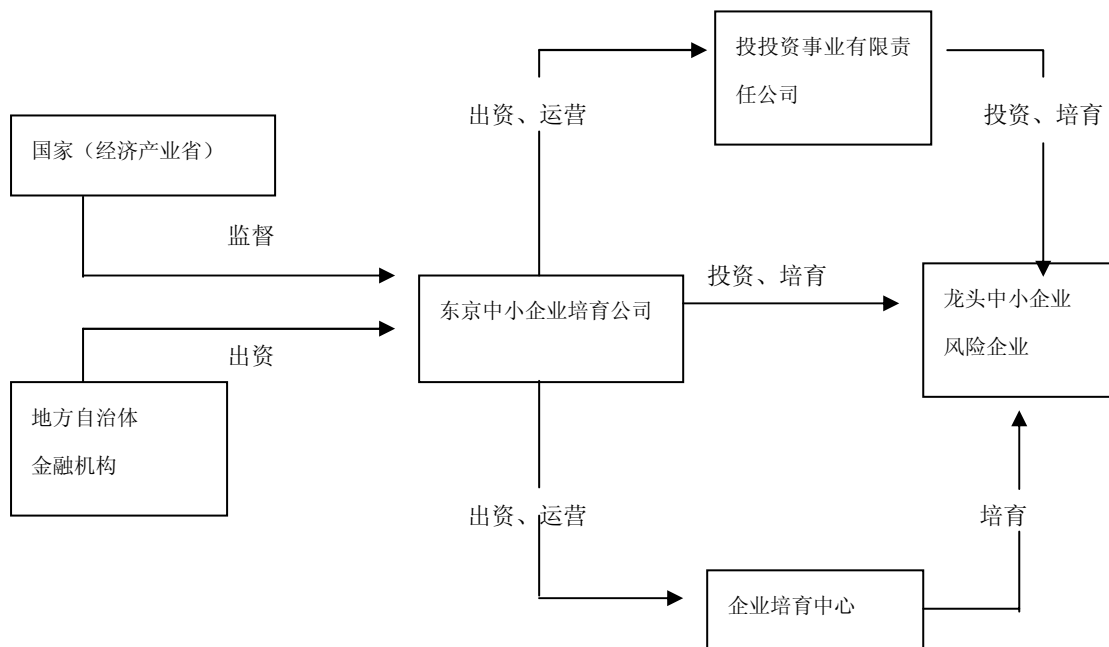 投投资事业有限责
任公司
出资、运营
投资、培育
国家（经济产业省）
监督
东京中小企业培育公司
投资、培育
龙头中小企业
风险企业
出资
地方自治体
金融机构
出资、运营
培育
企业培育中心